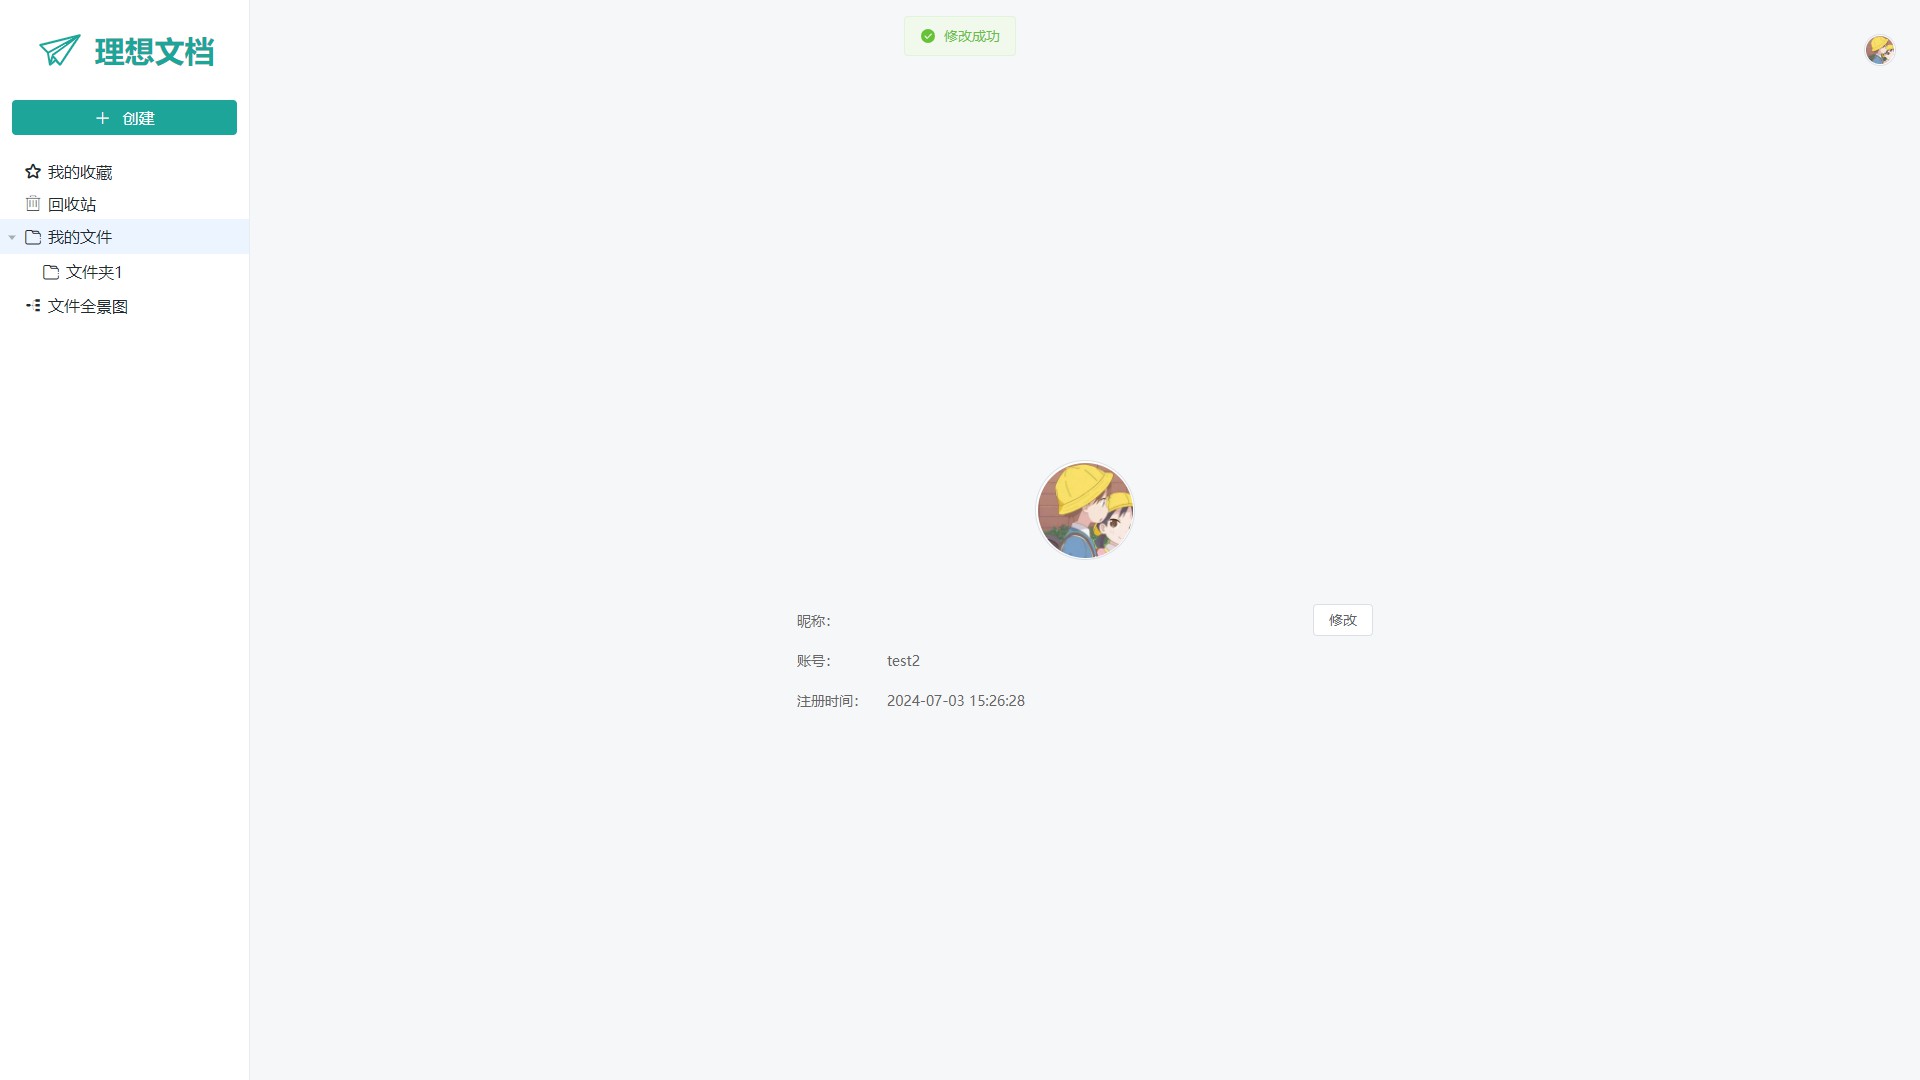 理想文档
修改成功
创建
我的收藏
回收站
我的文件
文件夹1
文件全景图
昵称：
修改
账号： test2
注册时间： 2024-07-03 15:26:28